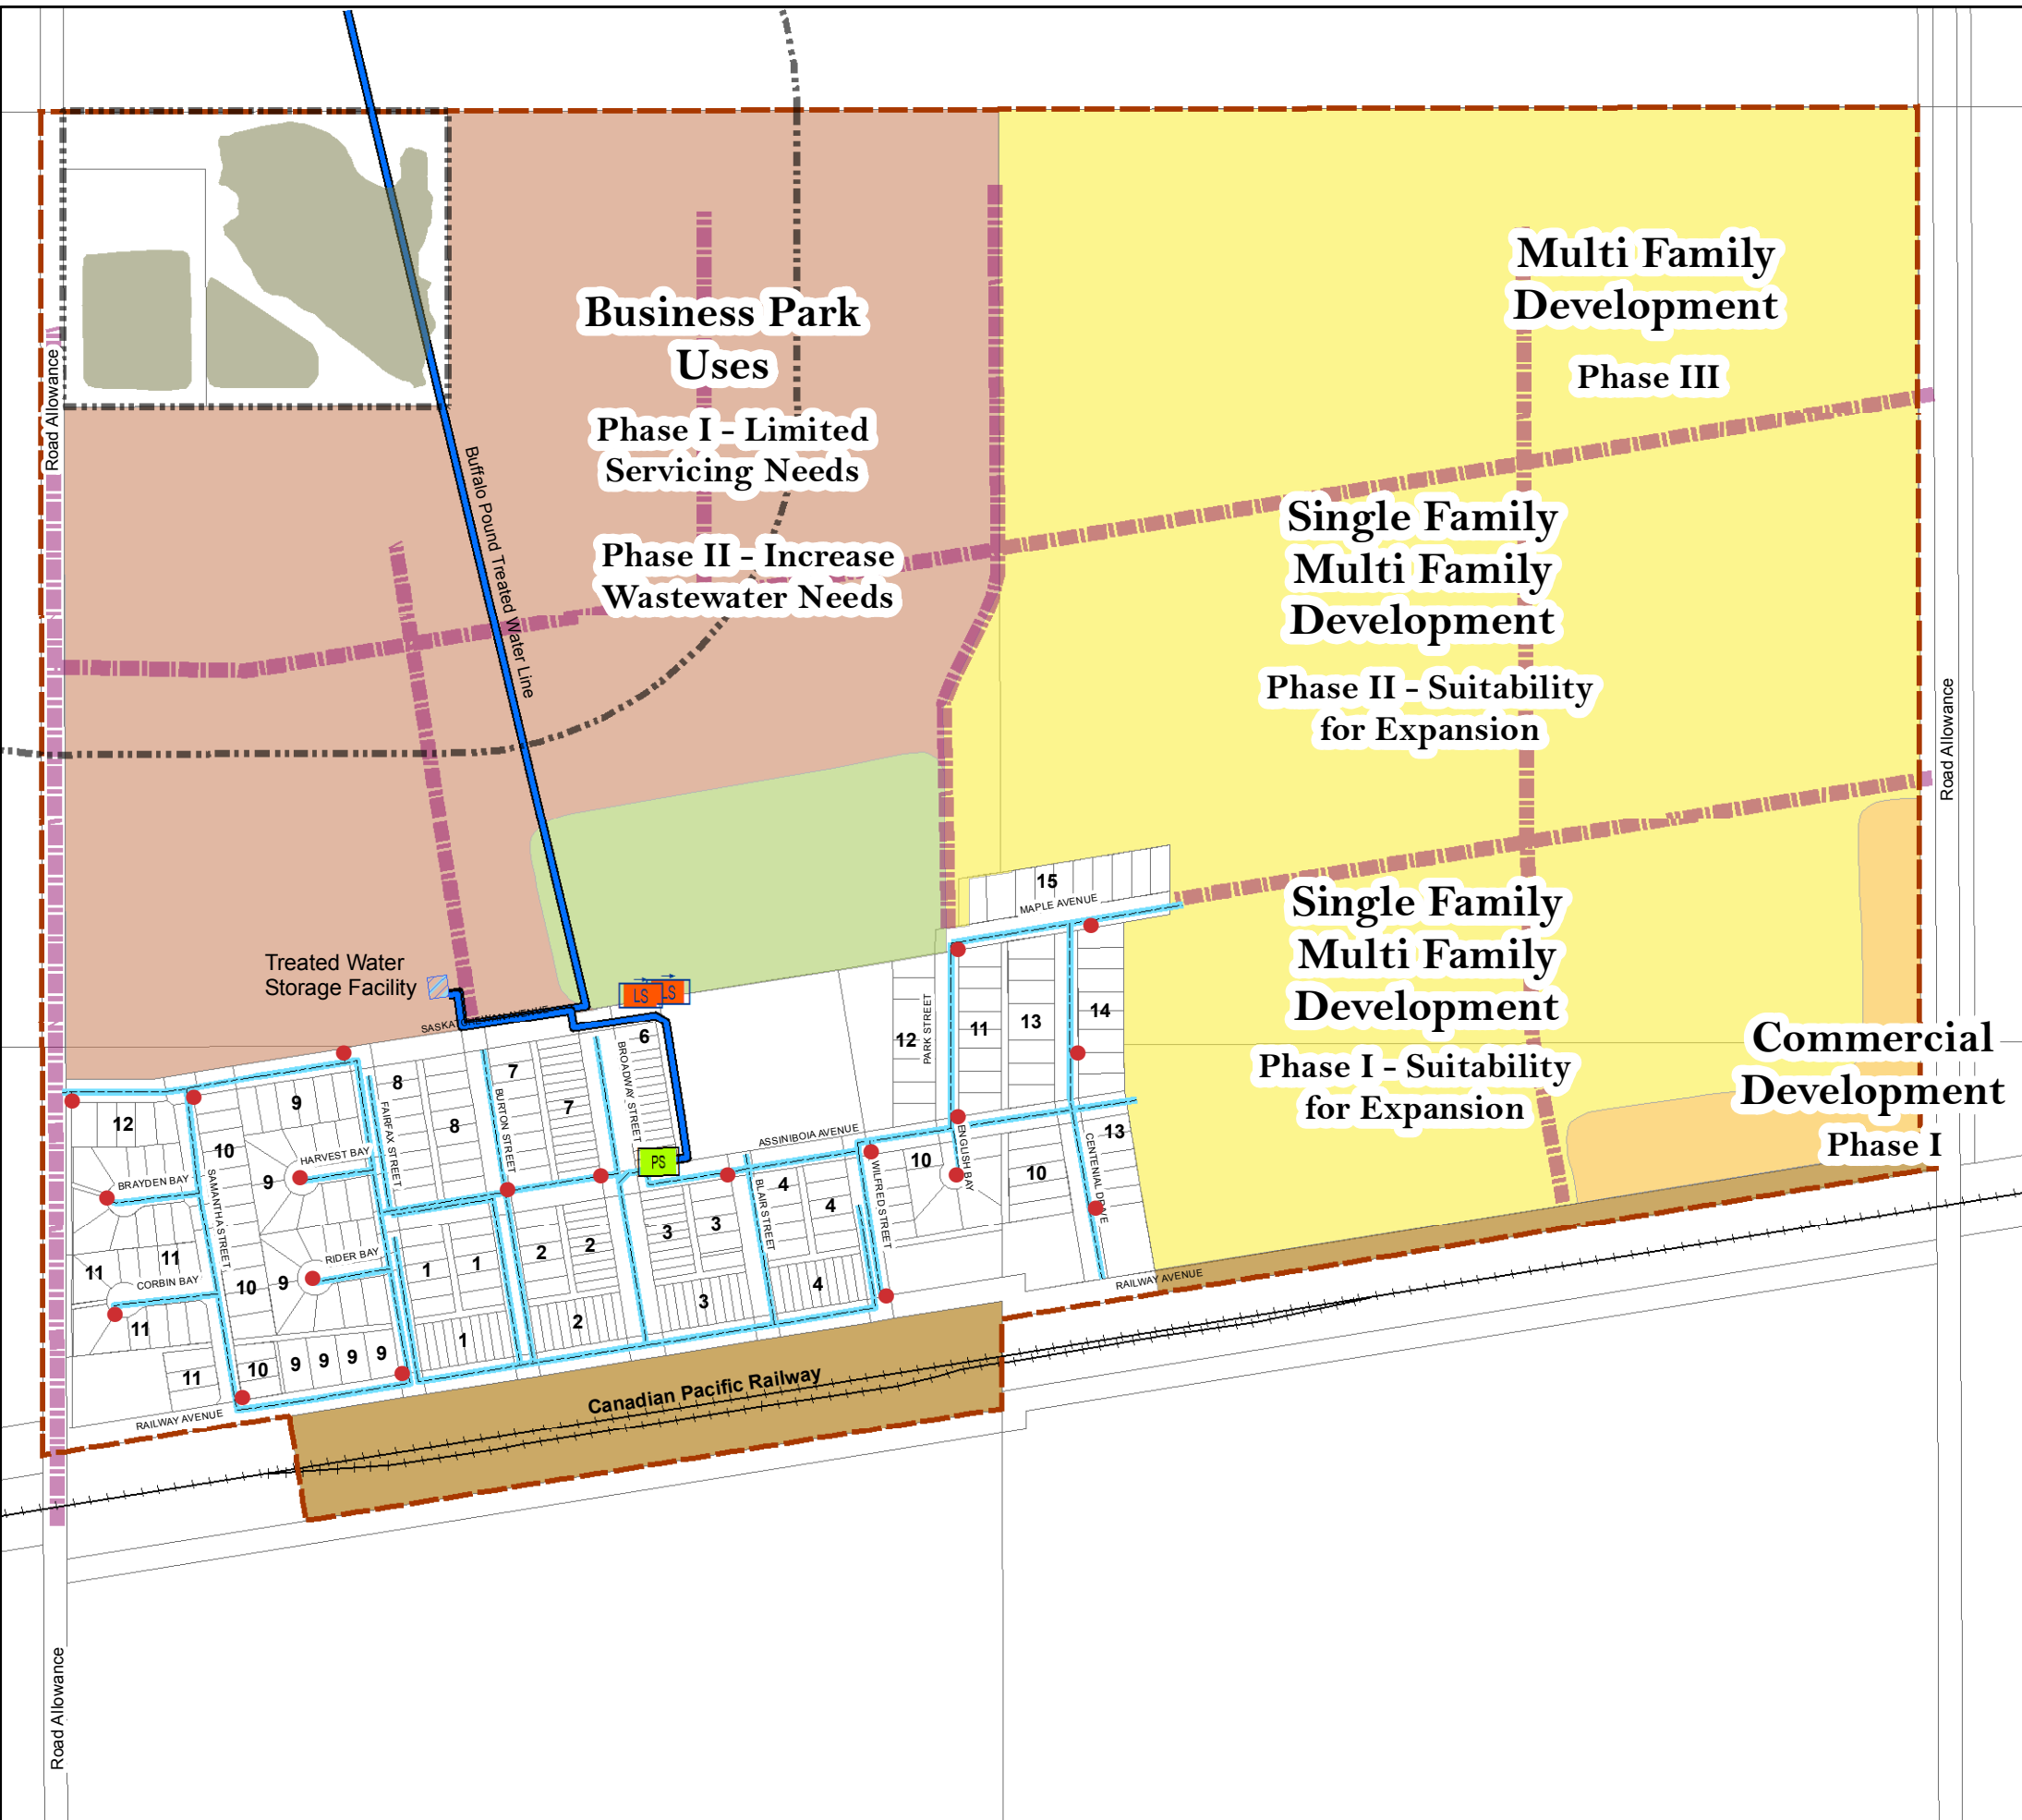 Multi Family
Development
Phase III
Business Park
Uses
Phase I - Limited
Servicing Needs
Phase II - Increase
Wastewater Needs
Road Allowance
Buffalo Pound Treated Water Line
Single Family
Multi Family
Development
Phase II - Suitability
for Expansion
Road Allowance
Single Family
Multi Family
Development
Phase I - Suitability
for Expansion
Commercial
Development
Phase I
Treated Water
Storage Facility
LS
LS
SASKATCHEWAN AVENUE
15
MAPLE AVENUE
12
PARK STREET
11
13
14
6
BROADWAY STREET
7
7
BURTON STREET
8
8
FAIRFAX STREET
9
12
10
HARVEST BAY
9
BRAYDEN BAY
SAMANTHA STREET
PS
ASSINIBOIA AVENUE
10
ENGLISH BAY
10
13
CENTENIAL DRIVE
WILFRED STREET
4
4
BLAIR STREET
3
3
2
2
1
1
RIDER BAY
9
10
11
11
CORBIN BAY
11
4
3
2
1
9
9
9
9
10
11
RAILWAY AVENUE
RAILWAY AVENUE
Canadian Pacific Railway
Road Allowance